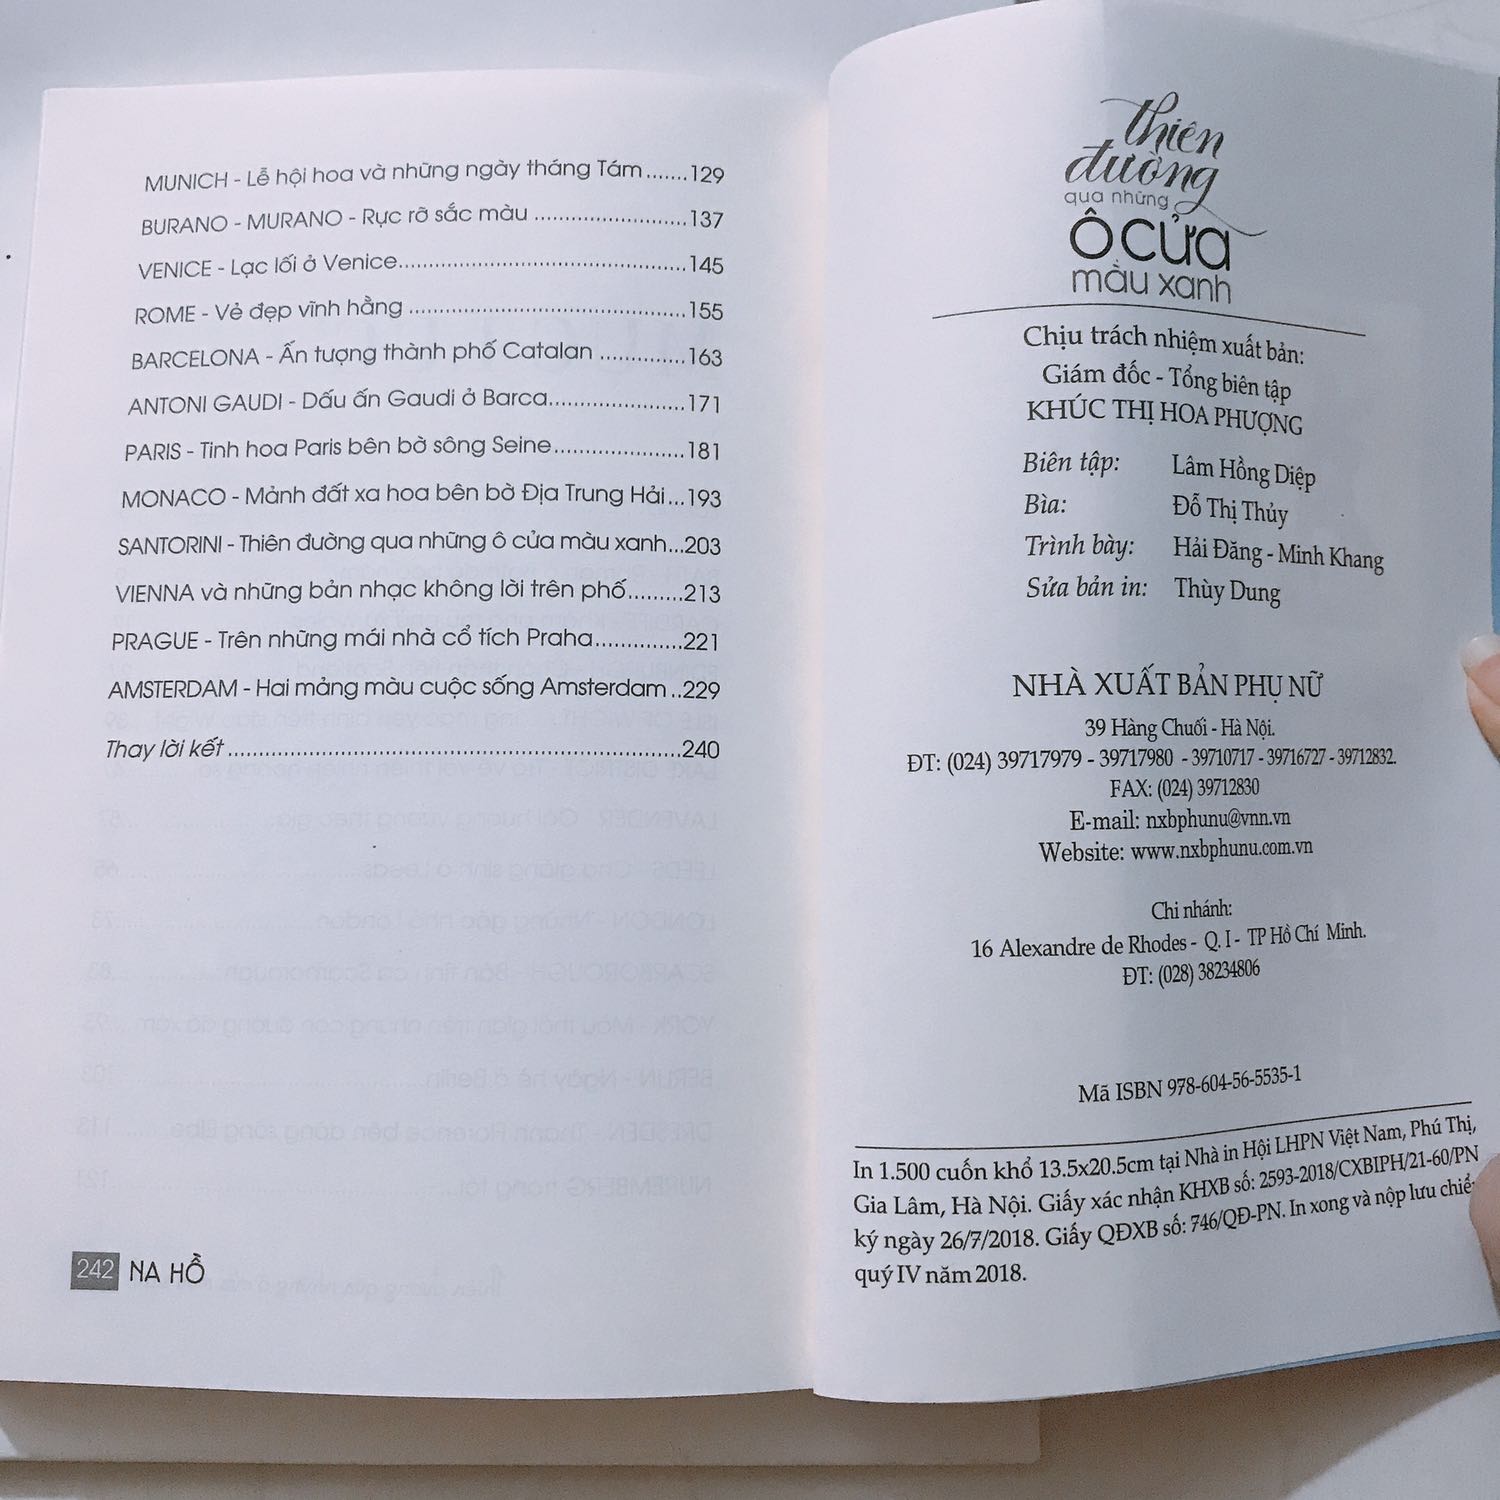 MUNICH - Lễ hội hoa và những ngày tháng Tám.......129
BURANO - MURANO - Rực rỡ sắc màu .........................137
VENICE - Lạc lối ở Venice...............................................145
ROME - Vẻ đẹp vĩnh hằng .............................................155
BARCELONA - Ấn tượng thành phố Catalan ..............163
ANTONI GAUDI - Dấu ấn Gaudi ở Barca......................171
PARIS - Tinh hoa Paris bên bờ sông Seine.....................181
MONACO - Mảnh đất xa hoa bên bờ Địa Trung Hải...193
SANTORINI - Thiên đường qua những ô cửa màu xanh...203
VIENNA và những bản nhạc không lời trên phố.........213
PRAGUE - Trên những mái nhà cổ tích Praha..............221
AMSTERDAM - Hai mảng màu cuộc sống Amsterdam ..229
Thay lời kết ..........................................................................240
242 NA HỒ
thiên
đường
qua những
Ô CỬA
màu xanh
Chịu trách nhiệm xuất bản:
Giám đốc - Tổng biên tập
KHÚC THỊ HOA PHƯỢNG
Biên tập: Lâm Hồng Diệp
Bìa: Đỗ Thị Thủy
Trình bày: Hải Đăng - Minh Khang
Sửa bản in: Thùy Dung
NHÀ XUẤT BẢN PHỤ NỮ
39 Hàng Chuối - Hà Nội.
ĐT: (024) 39717979 - 39717980 - 39710717 - 39716727 - 39712832.
FAX: (024) 39712830
E-mail: nxbphunu@vnn.vn
Website: www.nxbphunu.com.vn
Chi nhánh:
16 Alexandre de Rhodes - Q. I - TP Hồ Chí Minh.
ĐT: (028) 38234806
Mã ISBN 978-604-56-5535-1
In 1.500 cuốn khổ 13.5x20.5cm tại Nhà in Hội LHPN Việt Nam, Phú Thị,
Gia Lâm, Hà Nội. Giấy xác nhận KHXB số: 2593-2018/CXBIPH/21-60/PN
ký ngày 26/7/2018. Giấy QĐXB số: 746/QĐ-PN. In xong và nộp lưu chiểu
quý IV năm 2018.